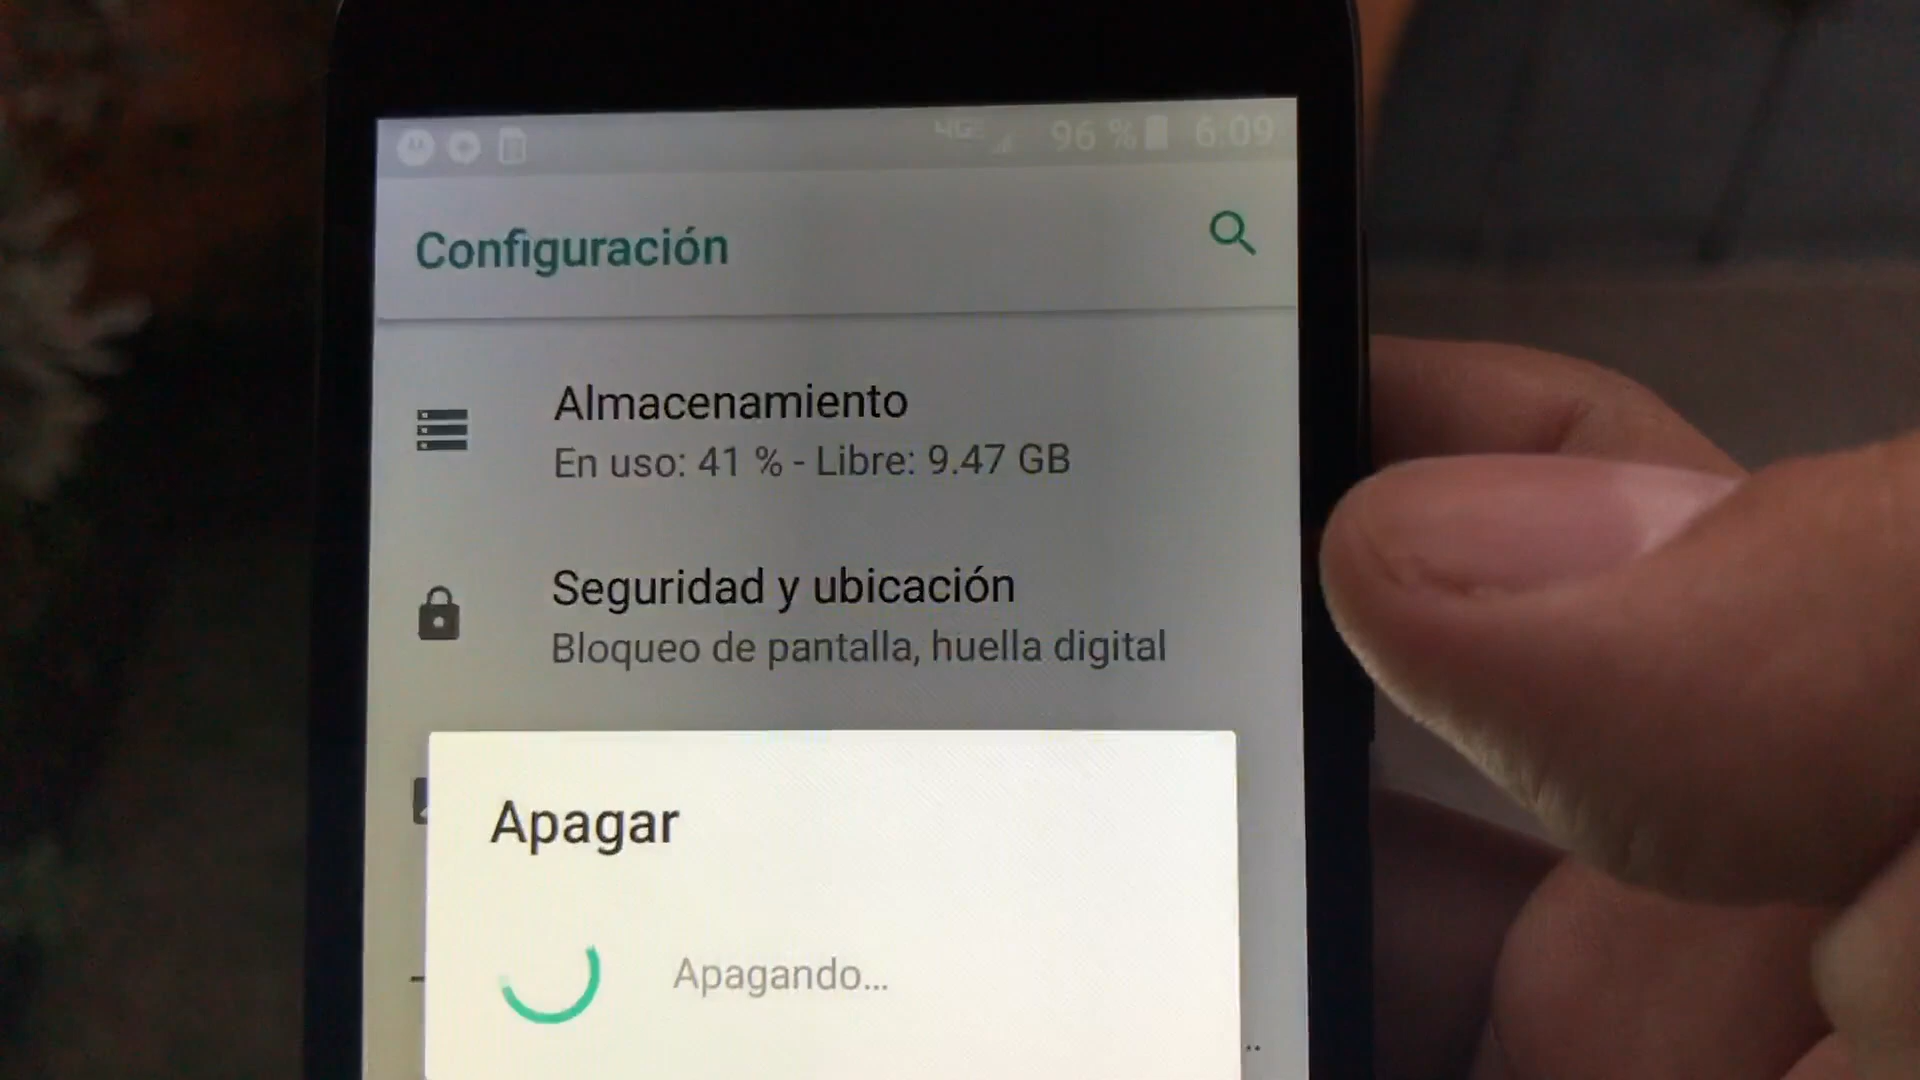 4G 96 % 6:09
Configuración
Almacenamiento
En uso: 41 % - Libre: 9.47 GB
Seguridad y ubicación
Bloqueo de pantalla, huella digital
Apagar
Apagando...